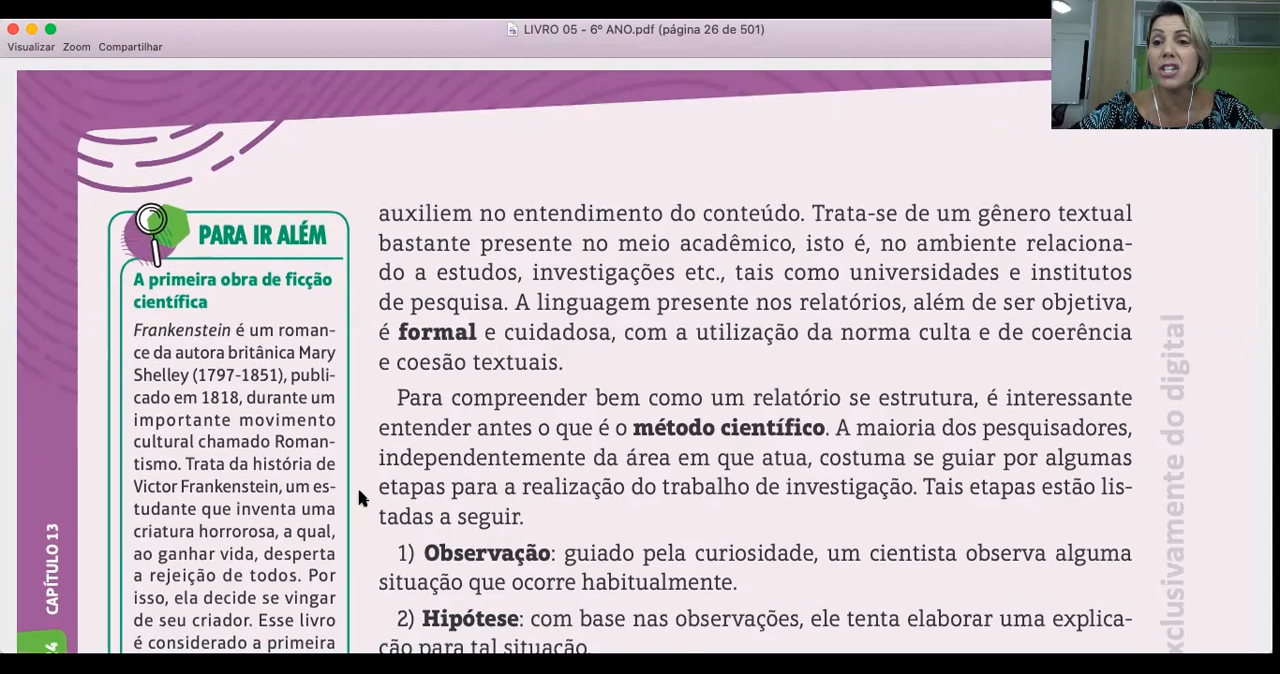 LIVRO 05 - 6º ANO.pdf (página 26 de 501)
Visualizar Zoom Compartilhar
PARA IR ALÉM
A primeira obra de ficção
científica
Frankenstein é um roman-
ce da autora britânica Mary
Shelley (1797-1851), publi-
cado em 1818, durante um
importante movimento
cultural chamado Roman-
tismo. Trata da história de
Victor Frankenstein, um es-
tudante que inventa uma
criatura horrorosa, a qual,
ao ganhar vida, desperta
a rejeição de todos. Por
isso, ela decide se vingar
de seu criador. Esse livro
é considerado a primeira
auxiliem no entendimento do conteúdo. Trata-se de um gênero textual
bastante presente no meio acadêmico, isto é, no ambiente relaciona-
do a estudos, investigações etc., tais como universidades e institutos
de pesquisa. A linguagem presente nos relatórios, além de ser objetiva,
é formal e cuidadosa, com a utilização da norma culta e de coerência
e coesão textuais.
Para compreender bem como um relatório se estrutura, é interessante
entender antes o que é o método científico. A maioria dos pesquisadores,
independentemente da área em que atua, costuma se guiar por algumas
etapas para a realização do trabalho de investigação. Tais etapas estão lis-
tadas a seguir.
1) Observação: guiado pela curiosidade, um cientista observa alguma
situação que ocorre habitualmente.
2) Hipótese: com base nas observações, ele tenta elaborar uma explica-
ção para tal situação.
CAPÍTULO 13
xclusivamente do digital